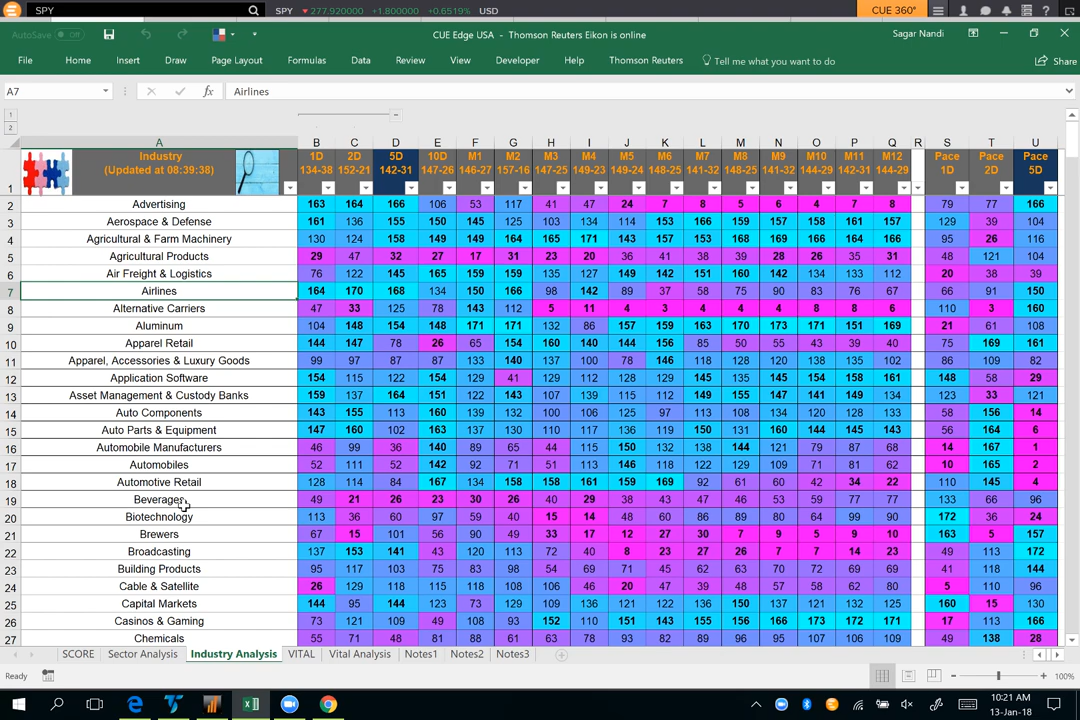 SPY SPY ▼277.920000 +1.800000 +0.6519% USD CUE 360° ?
AutoSave Off CUE Edge USA - Thomson Reuters Eikon is online Sagar Nandi
File Home Insert Draw Page Layout Formulas Data Review View Developer Help Thomson Reuters Tell me what you want to do Share
A7 fx Airlines
1
2
A B C D E F G H I J K L M N O P Q R S T U
1 Industry (Updated at 08:39:38) 1D 134-38 2D 152-21 5D 142-31 10D 147-26 M1 146-27 M2 157-16 M3 147-25 M4 149-23 M5 149-24 M6 148-25 M7 141-32 M8 148-25 M9 141-32 M10 144-29 M11 141-32 M12 144-29 Pace 1D Pace 2D Pace 5D
2 Advertising 163 164 166 106 53 117 41 47 24 7 8 5 6 4 7 8 79 77 166
3 Aerospace & Defense 161 136 155 150 145 125 103 134 114 153 166 159 157 158 161 157 129 39 104
4 Agricultural & Farm Machinery 130 124 158 149 149 164 165 171 143 157 153 168 169 166 164 166 95 26 116
5 Agricultural Products 29 47 32 27 17 31 23 20 36 41 38 39 28 26 35 31 48 121 104
6 Air Freight & Logistics 76 122 145 165 159 159 135 127 149 142 151 160 142 134 133 112 20 38 39
7 Airlines 164 170 168 134 150 166 98 142 89 37 58 75 90 83 76 67 66 91 150
8 Alternative Carriers 47 33 125 78 143 112 5 11 4 3 4 4 4 8 8 6 110 3 160
9 Aluminum 104 148 154 148 171 171 132 86 157 159 163 170 173 171 151 169 21 61 108
10 Apparel Retail 144 147 78 26 65 154 160 140 144 156 85 50 55 43 39 40 75 169 161
11 Apparel, Accessories & Luxury Goods 99 97 87 87 133 140 137 100 78 146 118 128 120 138 135 102 86 109 82
12 Application Software 154 115 122 154 129 41 129 112 128 129 145 135 145 154 158 161 148 58 29
13 Asset Management & Custody Banks 159 137 164 151 122 143 107 139 115 112 149 155 147 141 149 134 123 33 121
14 Auto Components 143 155 113 160 139 132 100 106 125 97 113 108 134 120 128 133 58 156 14
15 Auto Parts & Equipment 147 160 102 163 137 130 110 117 136 119 150 131 160 144 145 143 56 164 6
16 Automobile Manufacturers 46 99 36 140 89 65 44 115 150 132 138 144 121 79 87 68 14 167 1
17 Automobiles 52 111 52 142 92 71 51 113 146 118 122 129 109 71 81 62 10 165 2
18 Automotive Retail 128 114 84 167 134 158 158 161 159 169 92 61 60 42 34 22 110 145 4
19 Beverages 49 21 26 23 30 26 40 29 38 43 47 46 53 59 77 77 133 66 96
20 Biotechnology 113 36 60 97 59 40 15 14 48 60 86 89 80 64 99 90 172 36 24
21 Brewers 67 15 101 56 90 49 33 17 12 27 30 7 9 5 9 10 163 5 157
22 Broadcasting 137 153 141 43 120 113 72 40 8 23 27 26 7 7 14 23 49 113 172
23 Building Products 95 117 103 75 83 98 54 69 71 45 62 63 70 72 69 69 41 118 144
24 Cable & Satellite 26 129 118 115 118 108 106 46 20 47 39 48 57 58 62 80 5 110 96
25 Capital Markets 144 95 144 123 73 129 109 136 121 122 136 150 137 121 132 125 160 15 130
26 Casinos & Gaming 73 121 109 49 108 93 152 110 151 143 155 156 166 173 172 171 17 113 166
27 Chemicals 55 71 48 81 88 61 63 78 93 82 89 96 95 107 106 109 49 138 28
SCORE Sector Analysis Industry Analysis VITAL Vital Analysis Notes1 Notes2 Notes3
Ready 100%
10:21 AM
13-Jan-18